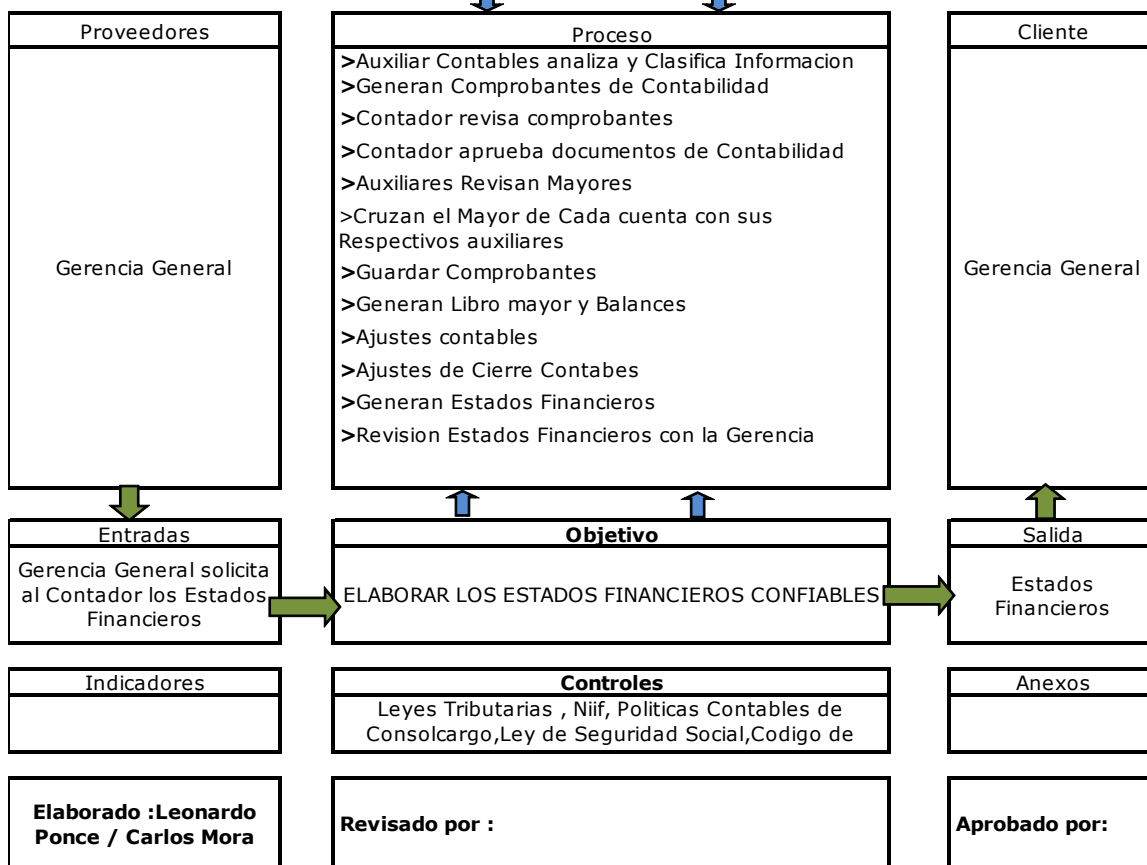 Proveedores
Gerencia General
Proceso
>Auxiliar Contables analiza y Clasifica Informacion
>Generan Comprobantes de Contabilidad
>Contador revisa comprobantes
>Contador aprueba documentos de Contabilidad
>Auxiliares Revisan Mayores
>Cruzan el Mayor de Cada cuenta con sus
Respectivos auxiliares
>Guardar Comprobantes
>Generan Libro mayor y Balances
>Ajustes contables
>Ajustes de Cierre Contabes
>Generan Estados Financieros
>Revision Estados Financieros con la Gerencia
Cliente
Gerencia General
Entradas
Gerencia General solicita
al Contador los Estados
Financieros
Objetivo
ELABORAR LOS ESTADOS FINANCIEROS CONFIABLES
Salida
Estados
Financieros
Indicadores
Controles
Leyes Tributarias , Niif, Politicas Contables de
Consolcargo,Ley de Seguridad Social,Codigo de
Anexos
Elaborado :Leonardo
Ponce / Carlos Mora
Revisado por :
Aprobado por: